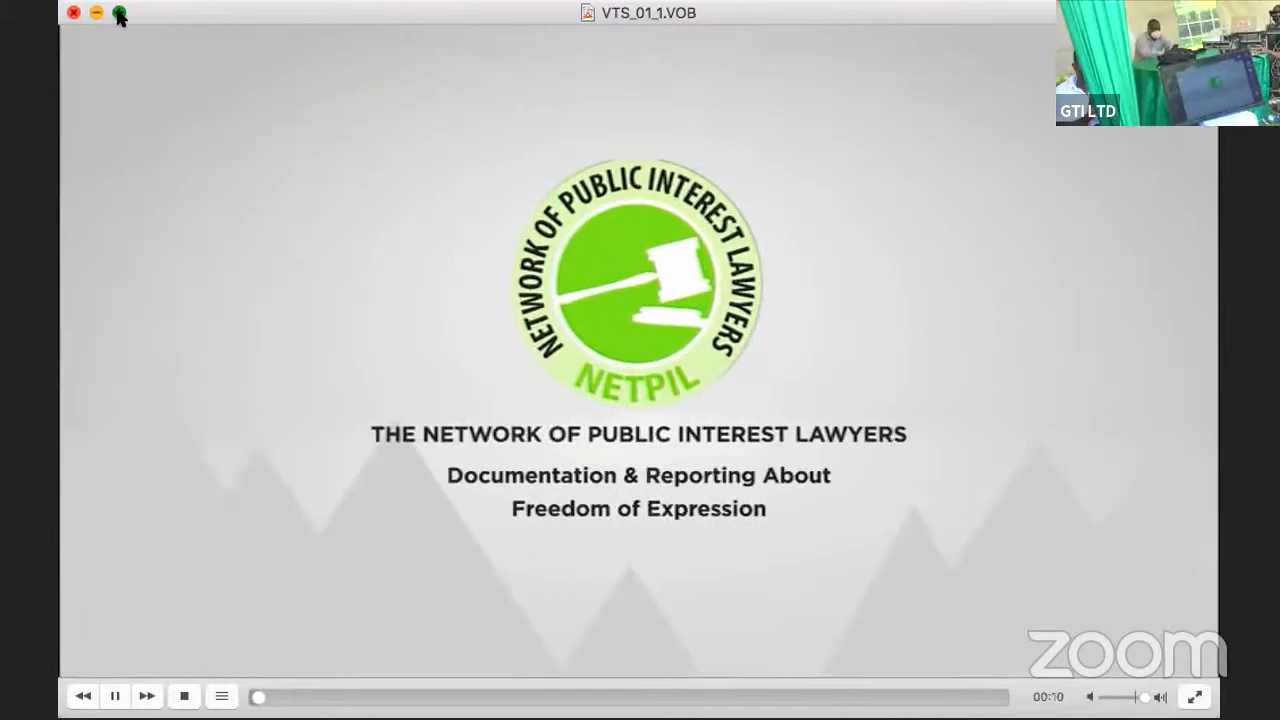 VTS_01_1.VOB
GTI LTD
NETWORK OF PUBLIC INTEREST LAWYERS
NETPIL
THE NETWORK OF PUBLIC INTEREST LAWYERS
Documentation & Reporting About
Freedom of Expression
zoom
00:10